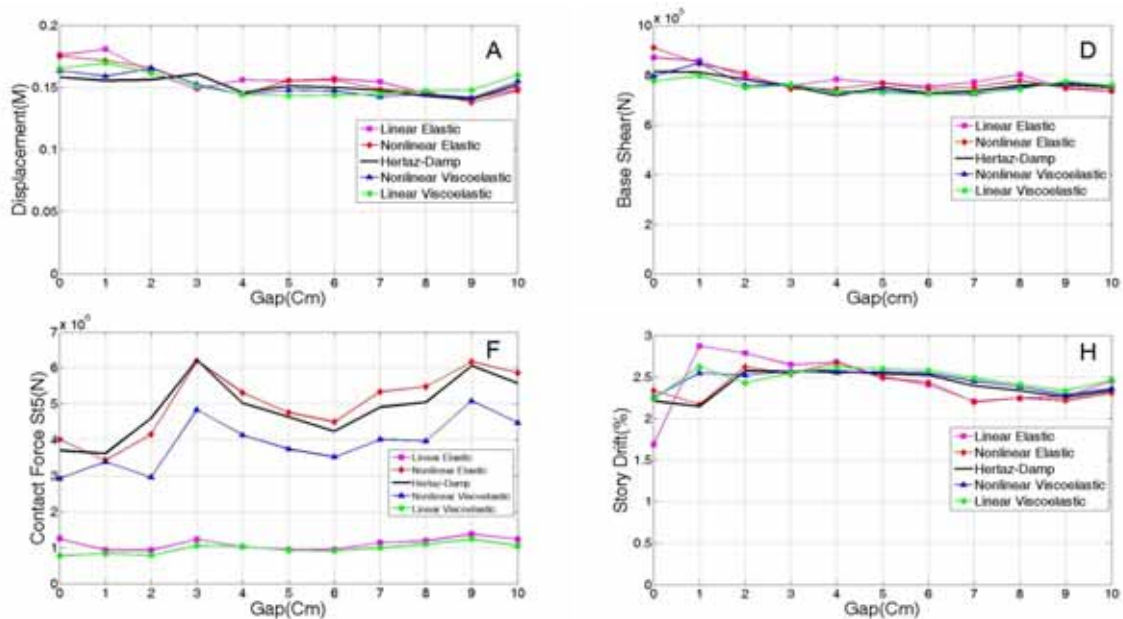 A
Displacement(M)
0.2
0.15
0.1
0.05
0
Linear Elastic
Nonlinear Elastic
Hertaz-Damp
Nonlinear Viscoelastic
Linear Viscoelastic
0 1 2 3 4 5 6 7 8 9 10
Gap(Cm)
D
Base Shear(N)
10
8
6
4
2
0
Linear Elastic
Nonlinear Elastic
Hertaz-Damp
Nonlinear Viscoelastic
Linear Viscoelastic
0 1 2 3 4 5 6 7 8 9 10
Gap(cm)
F
Contact Force St5(N)
7
6
5
4
3
2
1
0
Linear Elastic
Nonlinear Elastic
Hertaz-Damp
Nonlinear Viscoelastic
Linear Viscoelastic
0 1 2 3 4 5 6 7 8 9 10
Gap(Cm)
H
Story Drift(%)
3
2.5
2
1.5
1
0.5
0
Linear Elastic
Nonlinear Elastic
Hertaz-Damp
Nonlinear Viscoelastic
Linear Viscoelastic
0 1 2 3 4 5 6 7 8 9 10
Gap(Cm)